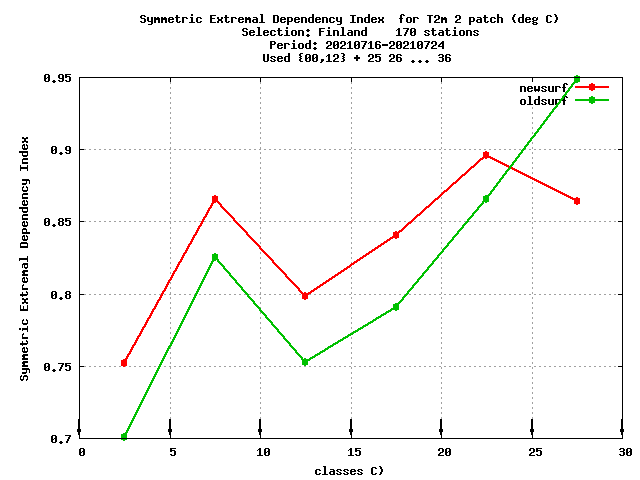 Symmetric Extremal Dependency Index  for T2m 2 patch (deg C)
Selection: Finland    170 stations
Period: 20210716-20210724
Used {00,12} + 25 26 ... 36
newsurf
oldsurf
Symmetric Extremal Dependency Index
0.95
0.9
0.85
0.8
0.75
0.7
0 5 10 15 20 25 30
classes C)